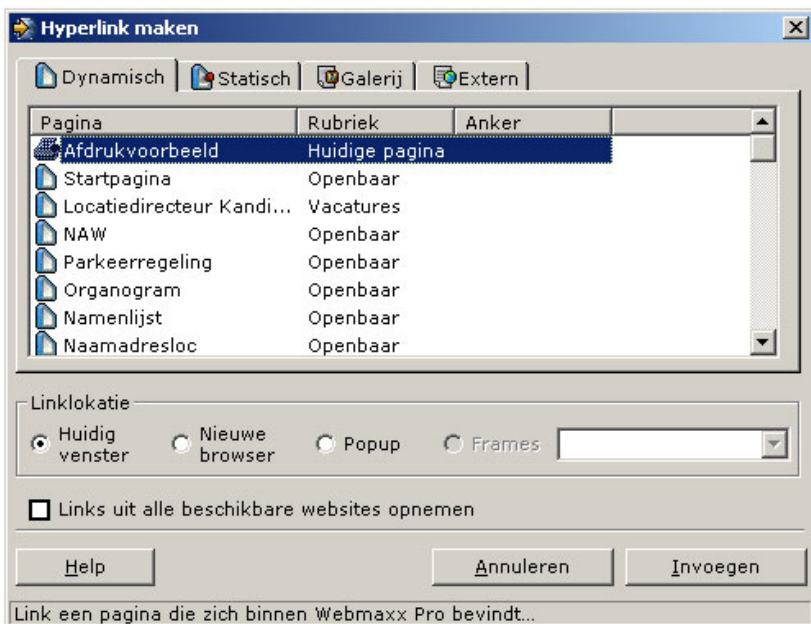 Hyperlink maken
Dynamisch Statisch Galerij Extern
Pagina Rubriek Anker
Afdrukvoorbeeld Huidige pagina
Startpagina Openbaar
Locatiedirecteur Kandi... Vacatures
NAW Openbaar
Parkeerregeling Openbaar
Organogram Openbaar
Namenlijst Openbaar
Naamadresloc Openbaar
Linklokatie
Huidig venster Nieuwe browser Popup Frames
Links uit alle beschikbare websites opnemen
Help Annuleren Invoegen
Link een pagina die zich binnen Webmaxx Pro bevindt...